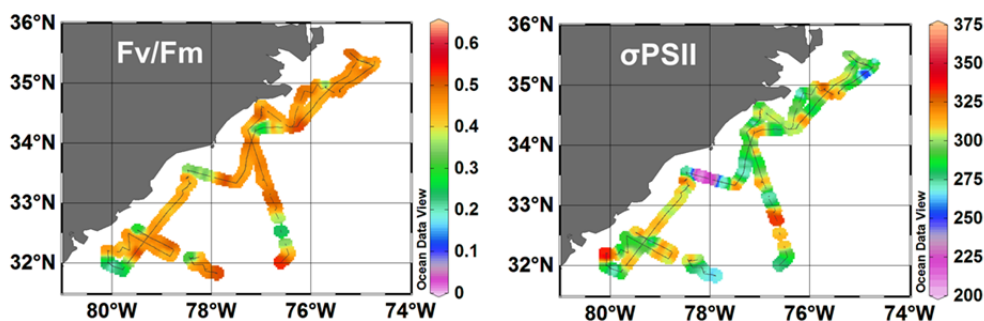 Fv/Fm
36°N
35°N
34°N
33°N
32°N
80°W
78°W
76°W
74°W
0.6
0.5
0.4
0.3
0.2
0.1
0
Ocean Data View
σPSII
36°N
35°N
34°N
33°N
32°N
80°W
78°W
76°W
74°W
375
350
325
300
275
250
225
200
Ocean Data View